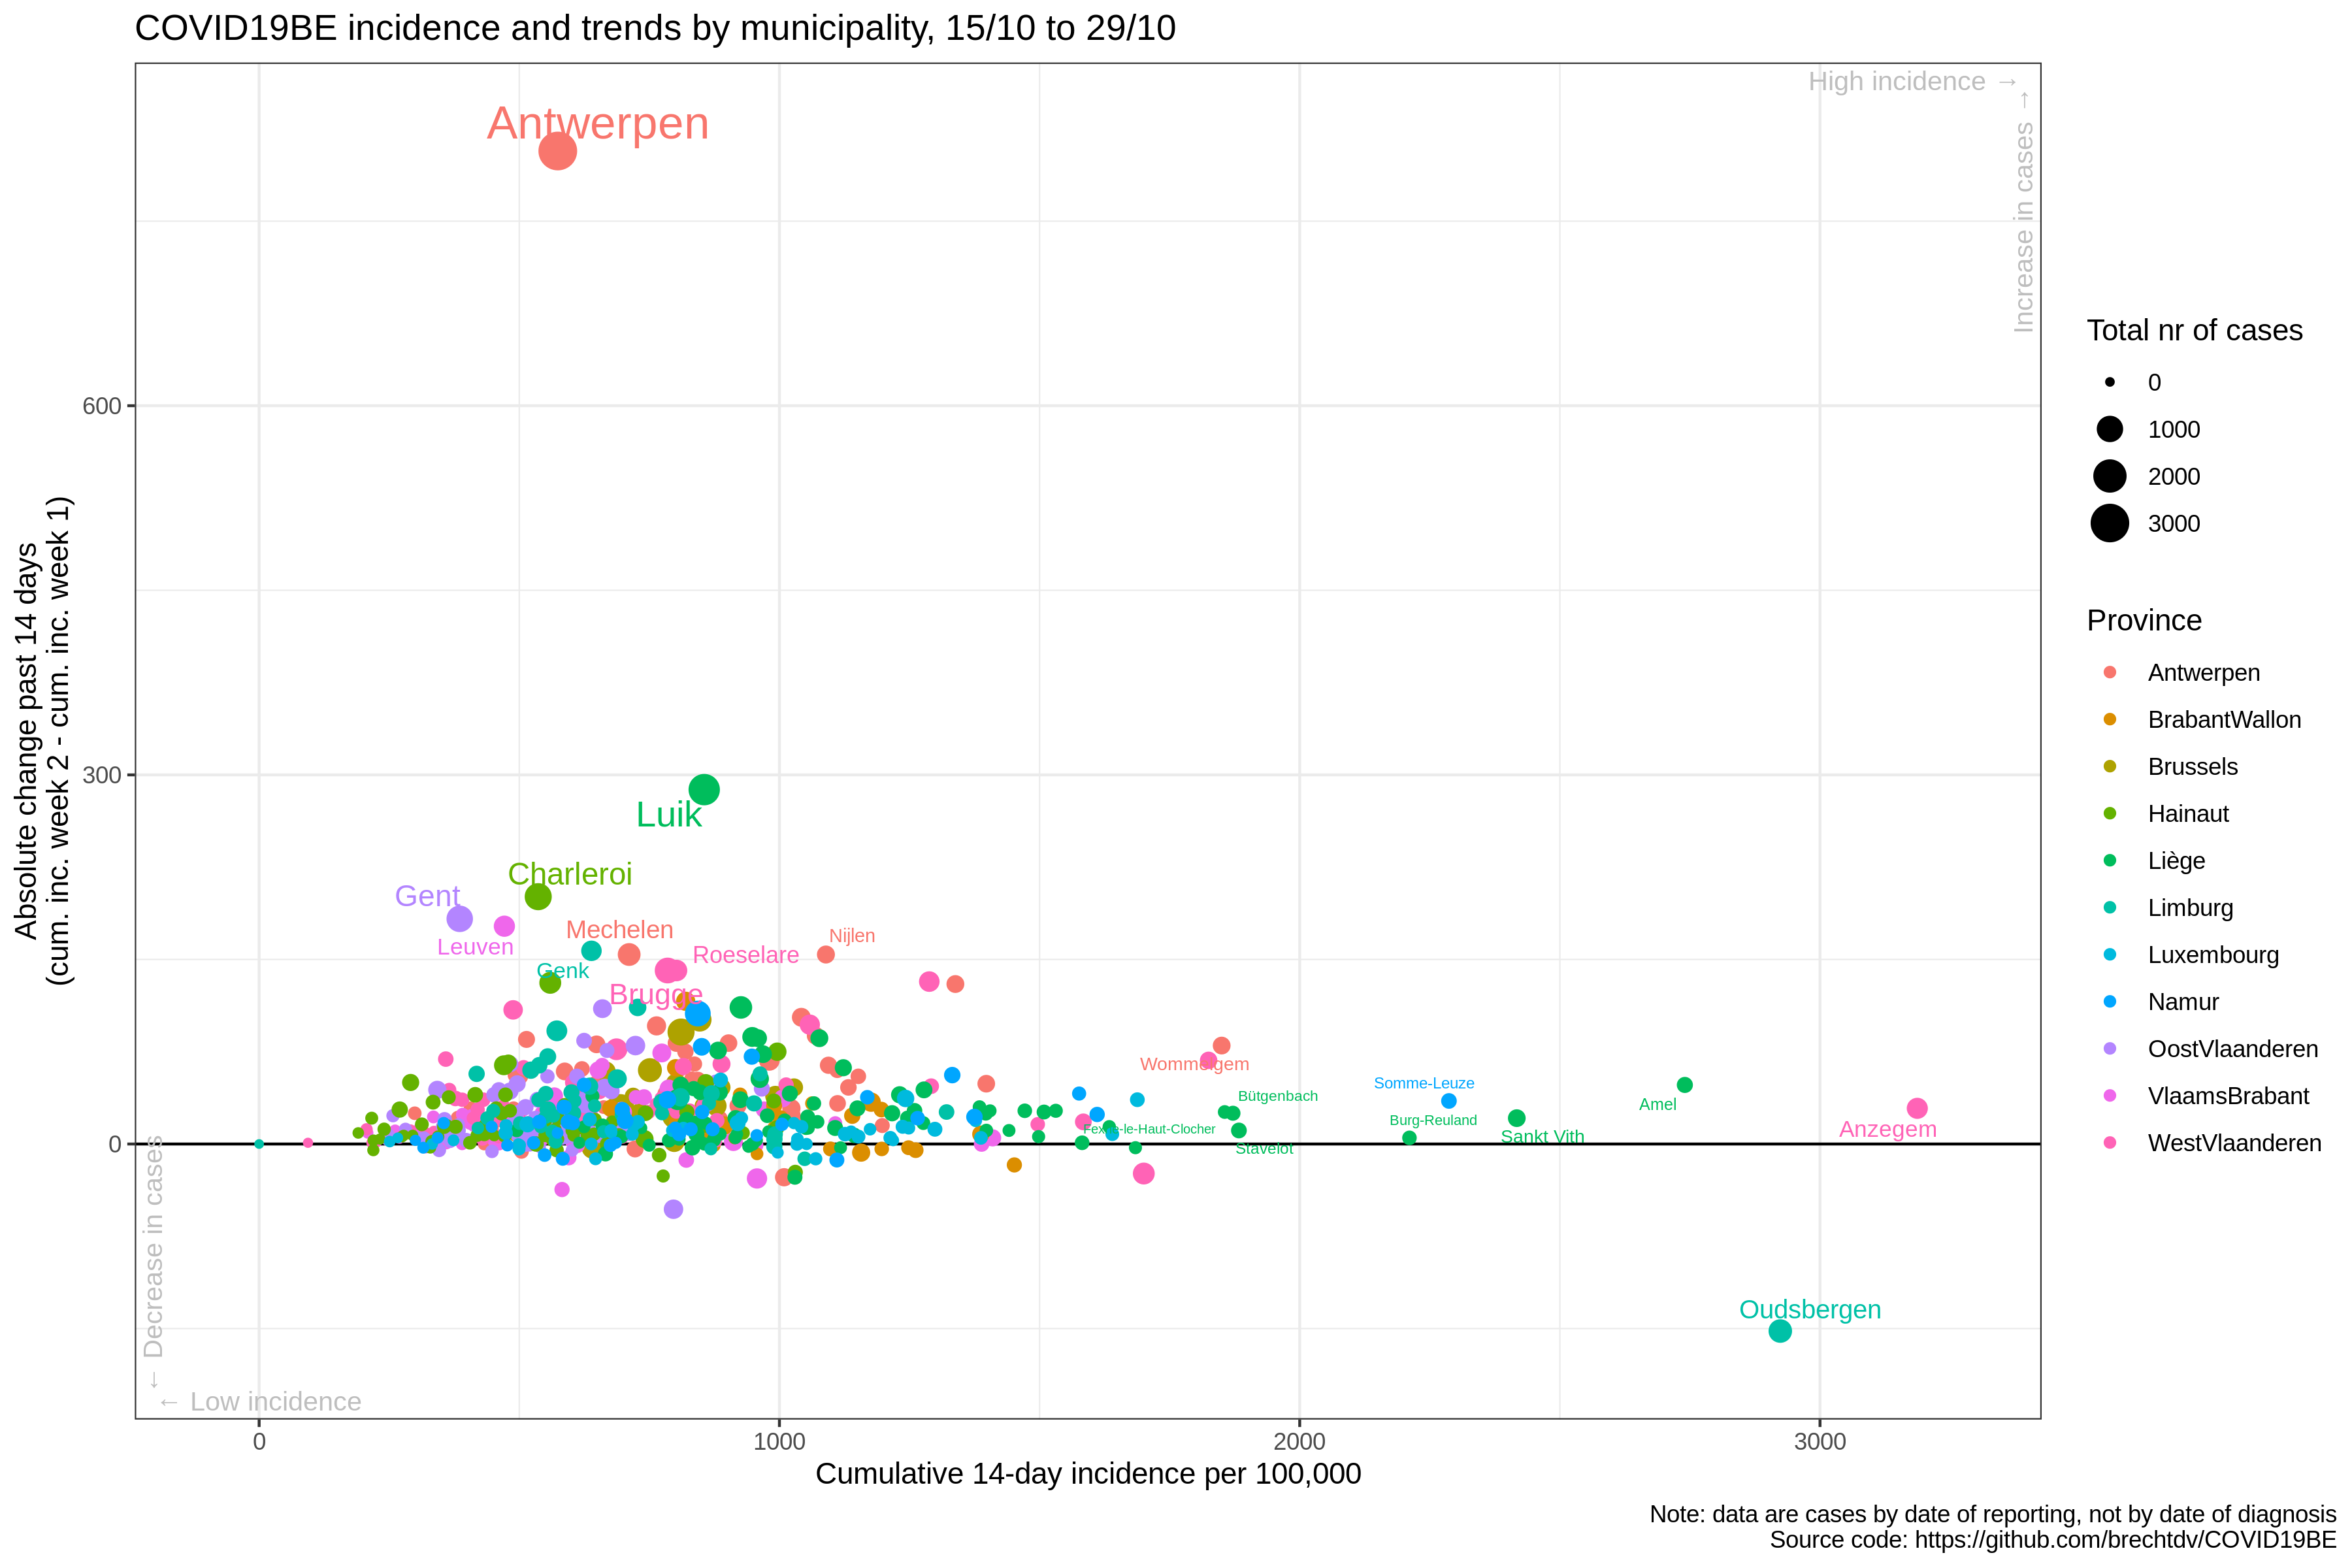 COVID19BE incidence and trends by municipality, 15/10 to 29/10
High incidence →
Increase in cases →
Antwerpen
600
300
0
Absolute change past 14 days
(cum. inc. week 2 - cum. inc. week 1)
Luik
Charleroi
Gent
Mechelen
Nijlen
Leuven
Roeselare
Genk
Brugge
Wommelgem
Bütgenbach
Somme-Leuze
Amel
Burg-Reuland
Fexhe-le-Haut-Clocher
Anzegem
Sankt Vith
Stavelot
Oudsbergen
← Decrease in cases
← Low incidence
0
1000
2000
3000
Cumulative 14-day incidence per 100,000
Total nr of cases
0
1000
2000
3000
Province
Antwerpen
BrabantWallon
Brussels
Hainaut
Liège
Limburg
Luxembourg
Namur
OostVlaanderen
VlaamsBrabant
WestVlaanderen
Note: data are cases by date of reporting, not by date of diagnosis
Source code: https://github.com/brechtdv/COVID19BE